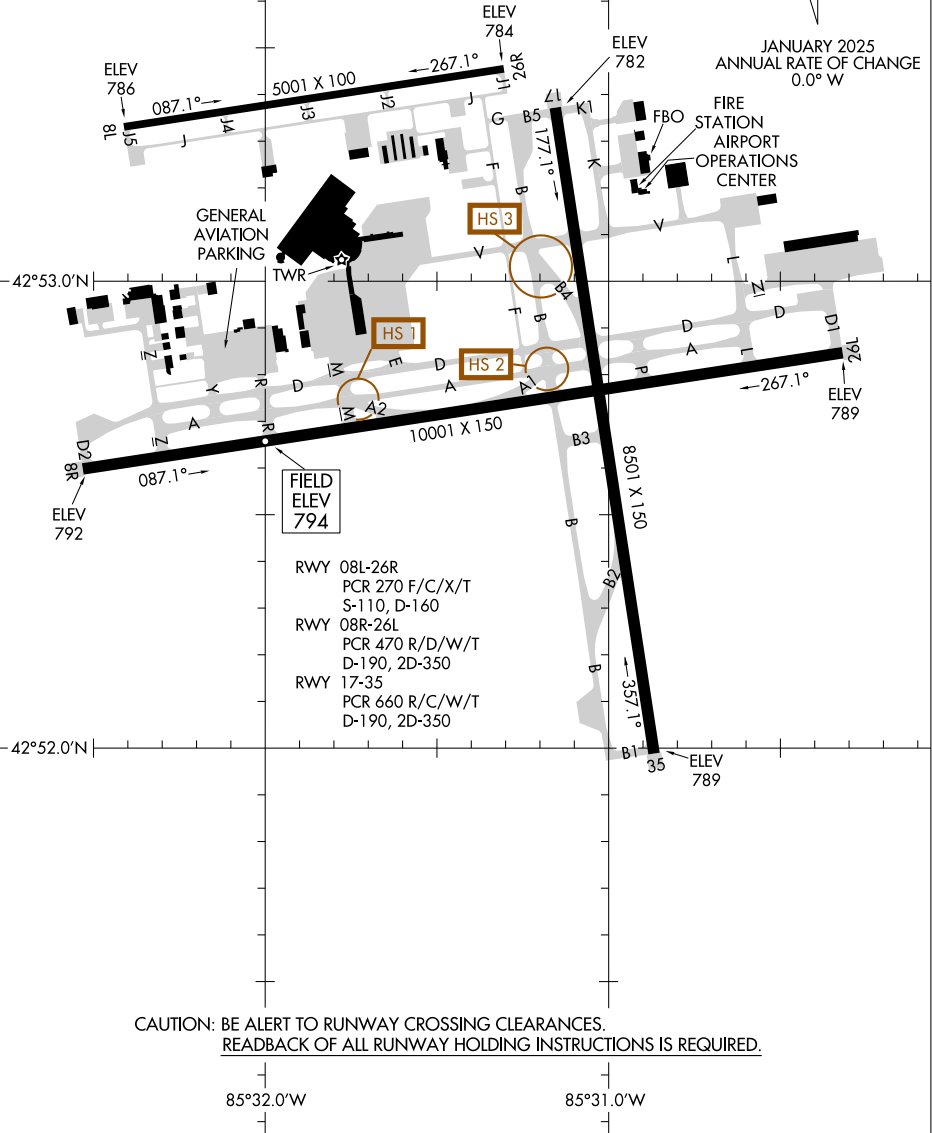 JANUARY 2025
ANNUAL RATE OF CHANGE
0.0° W
ELEV
784
ELEV
782
ELEV
786
267.1°
5001 X 100
087.1°
26R
8L
J1
J
J2
J3
J4
J
J5
17
G
B5
K1
177.1°
K
F
B
FBO
FIRE
STATION
AIRPORT
OPERATIONS
CENTER
HS 3
V
V
GENERAL
AVIATION
PARKING
TWR
42°53.0'N
B4
L
N
F
B
D
D
D1
HS 1
HS 2
Z
Y
R
D
M
E
D
A
A1
P
A
L
26L
267.1°
ELEV
789
M
A2
A
R
Z
D2
8R
087.1°
10001 X 150
B3
8501 X 150
ELEV
792
FIELD
ELEV
794
B
B2
RWY 08L-26R
PCR 270 F/C/X/T
S-110, D-160
RWY 08R-26L
PCR 470 R/D/W/T
D-190, 2D-350
RWY 17-35
PCR 660 R/C/W/T
D-190, 2D-350
B
357.1°
42°52.0'N
B1
35
ELEV
789
CAUTION: BE ALERT TO RUNWAY CROSSING CLEARANCES.
READBACK OF ALL RUNWAY HOLDING INSTRUCTIONS IS REQUIRED.
85°32.0'W
85°31.0'W